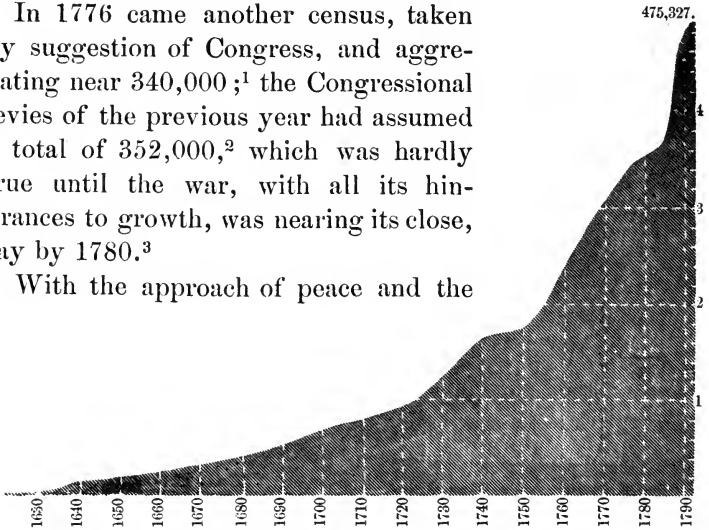 In 1776 came another census, taken
y suggestion of Congress, and aggre-
ating near 340,000 ;¹ the Congressional
evies of the previous year had assumed
total of 352,000,² which was hardly
rue until the war, with all its hin-
rances to growth, was nearing its close,
ay by 1780.³
With the approach of peace and the
475,327.
4
3
2
1
1630
1640
1650
1660
1670
1680
1690
1700
1710
1720
1730
1740
1750
1760
1770
1780
1790